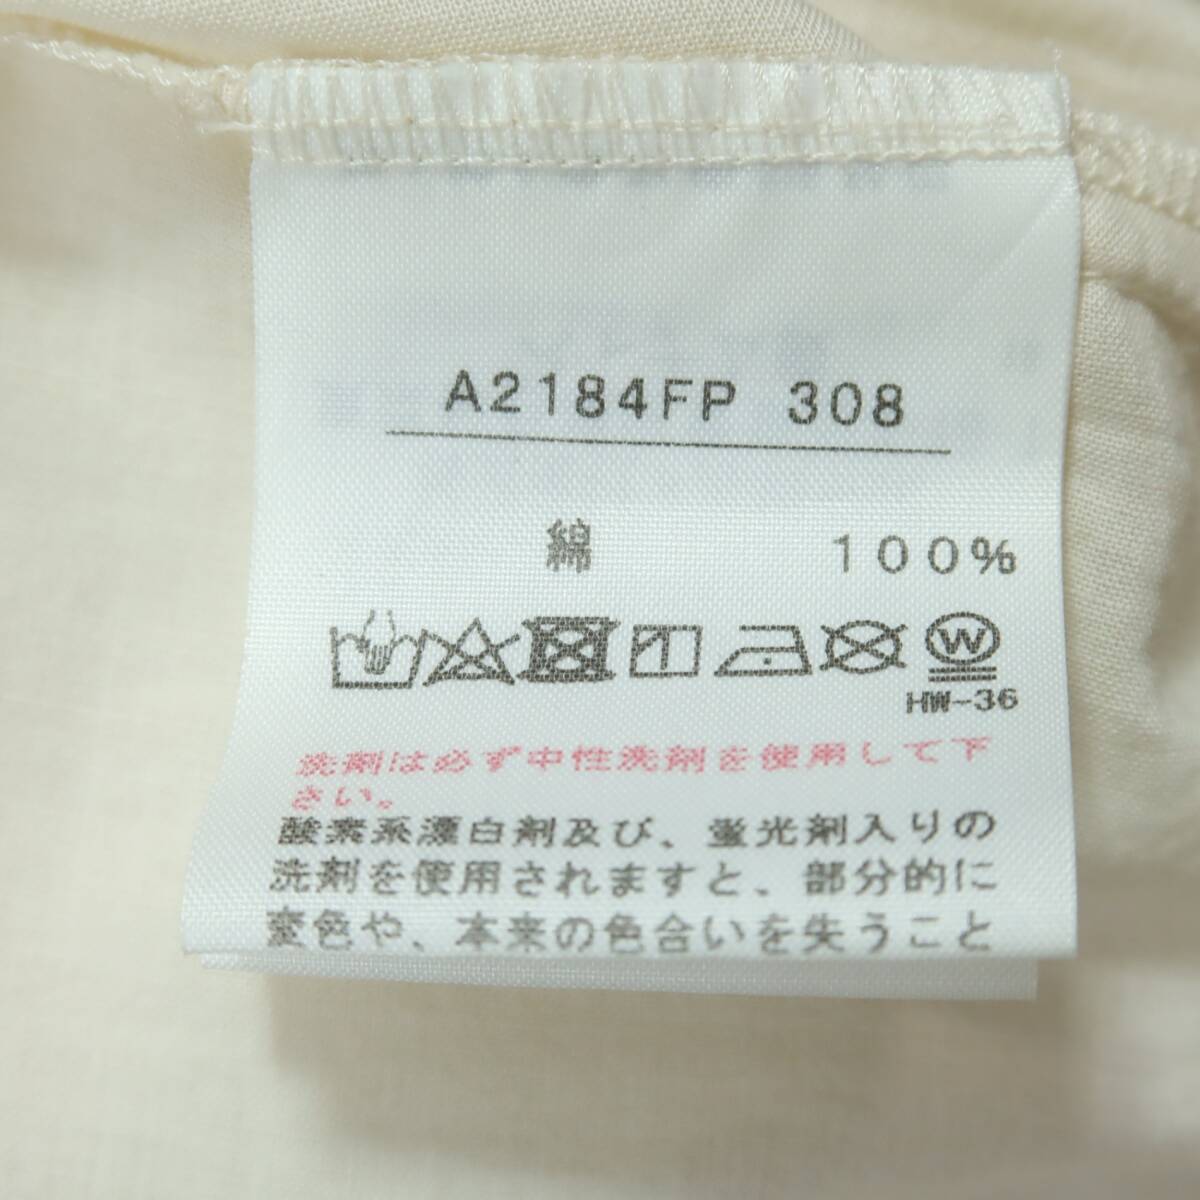 A2184FP 308
綿 100%
W
HW-36
洗剤は必ず中性洗剤を使用して下
さい。
酸素系漂白剤及び、蛍光剤入りの
洗剤を使用されますと、部分的に
変色や、本来の色合いを失うこと